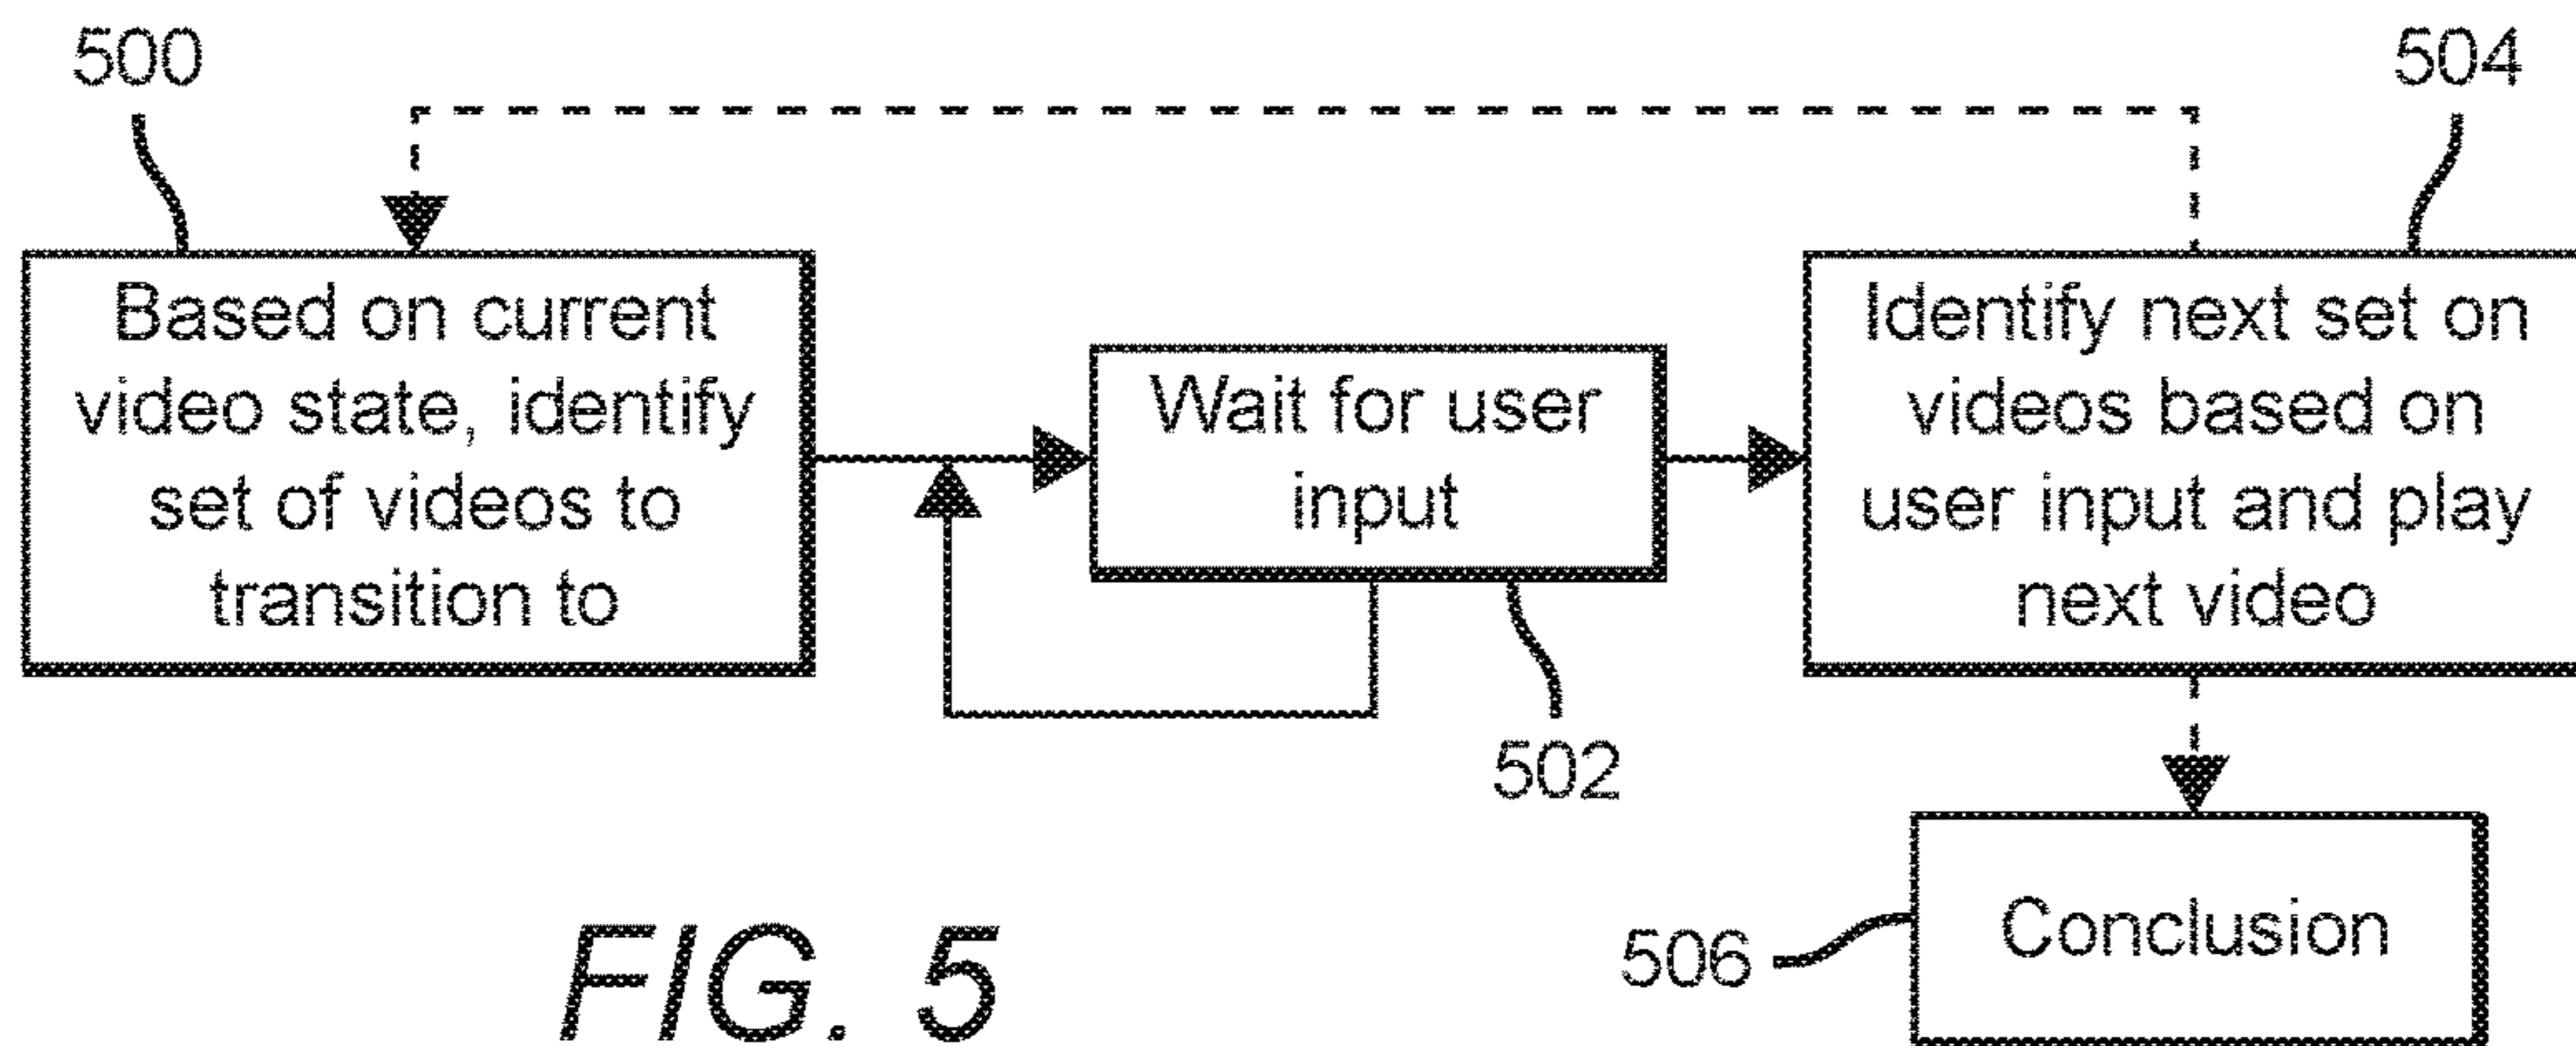 500
504
Based on current
video state, identify
set of videos to
transition to
Wait for user
input
502
Identify next set on
videos based on
user input and play
next video
506
Conclusion
FIG. 5